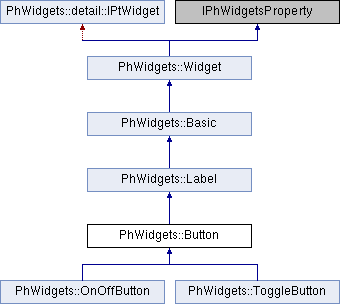 PhWidgets::detail::IPtWidget
IPhWidgetsProperty
PhWidgets::Widget
PhWidgets::Basic
PhWidgets::Label
PhWidgets::Button
PhWidgets::OnOffButton
PhWidgets::ToggleButton